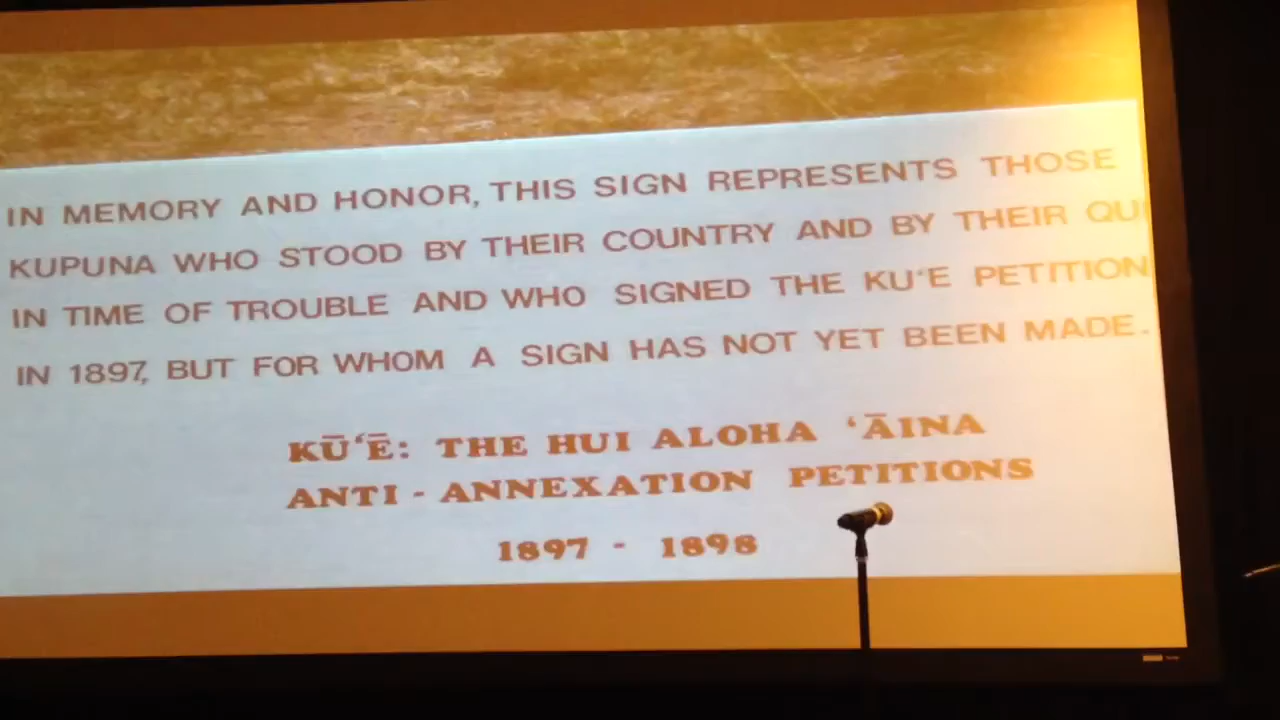 IN MEMORY AND HONOR, THIS SIGN REPRESENTS THOSE
KUPUNA WHO STOOD BY THEIR COUNTRY AND BY THEIR
IN TIME OF TROUBLE AND WHO SIGNED THE KUʻE PETITION
IN 1897, BUT FOR WHOM A SIGN HAS NOT YET BEEN MADE.
KŪʻĒ: THE HUI ALOHA ʻĀINA
ANTI - ANNEXATION PETITIONS
1897 - 1898